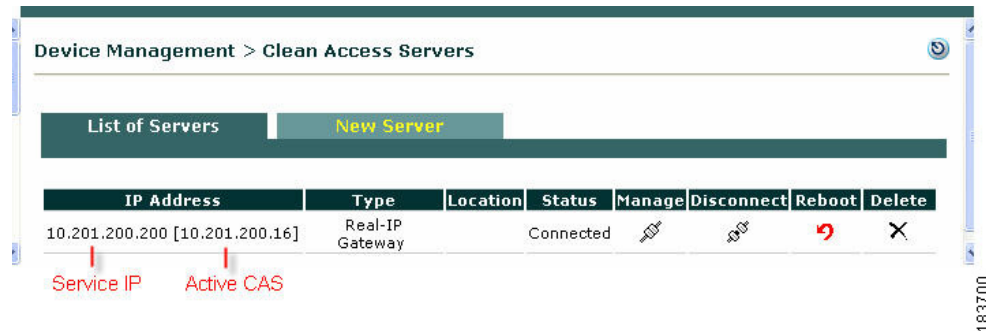 Device Management > Clean Access Servers
List of Servers New Server
IP Address Type Location Status Manage Disconnect Reboot Delete
10.201.200.200 [10.201.200.16] Real-IP Gateway Connected
Service IP Active CAS
183700